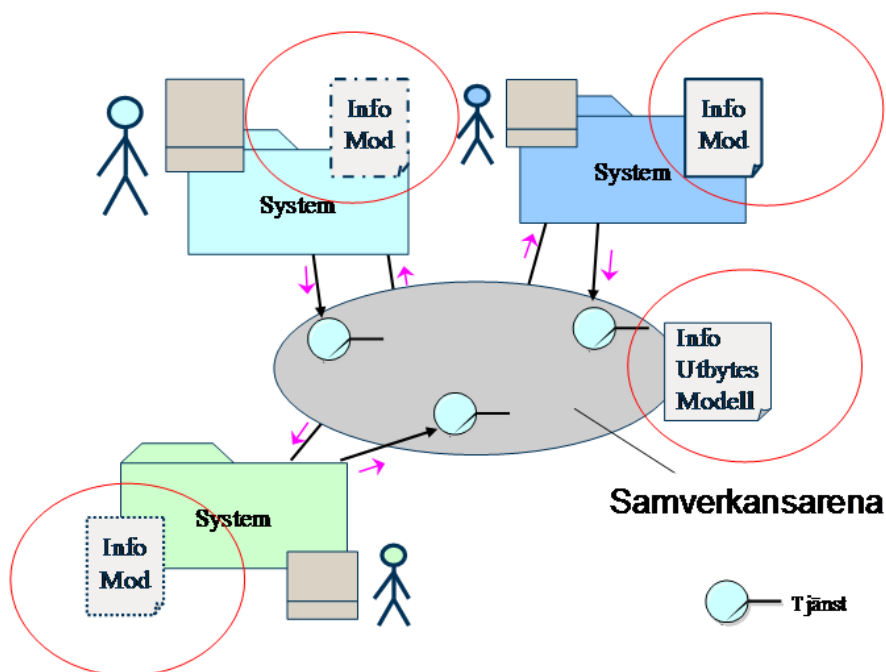 Info
Mod
System
Info
Mod
System
Info
Utbytes
Modell
Samverkansarena
System
Info
Mod
Tjänst